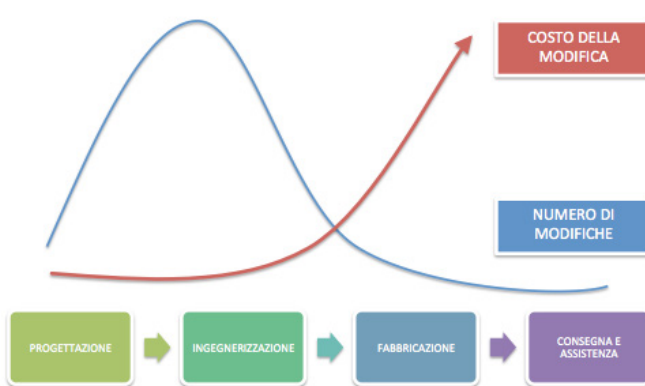 COSTO DELLA
MODIFICA
NUMERO DI
MODIFICHE
PROGETTAZIONE
INGEGNERIZZAZIONE
FABBRICAZIONE
CONSEGNA E
ASSISTENZA